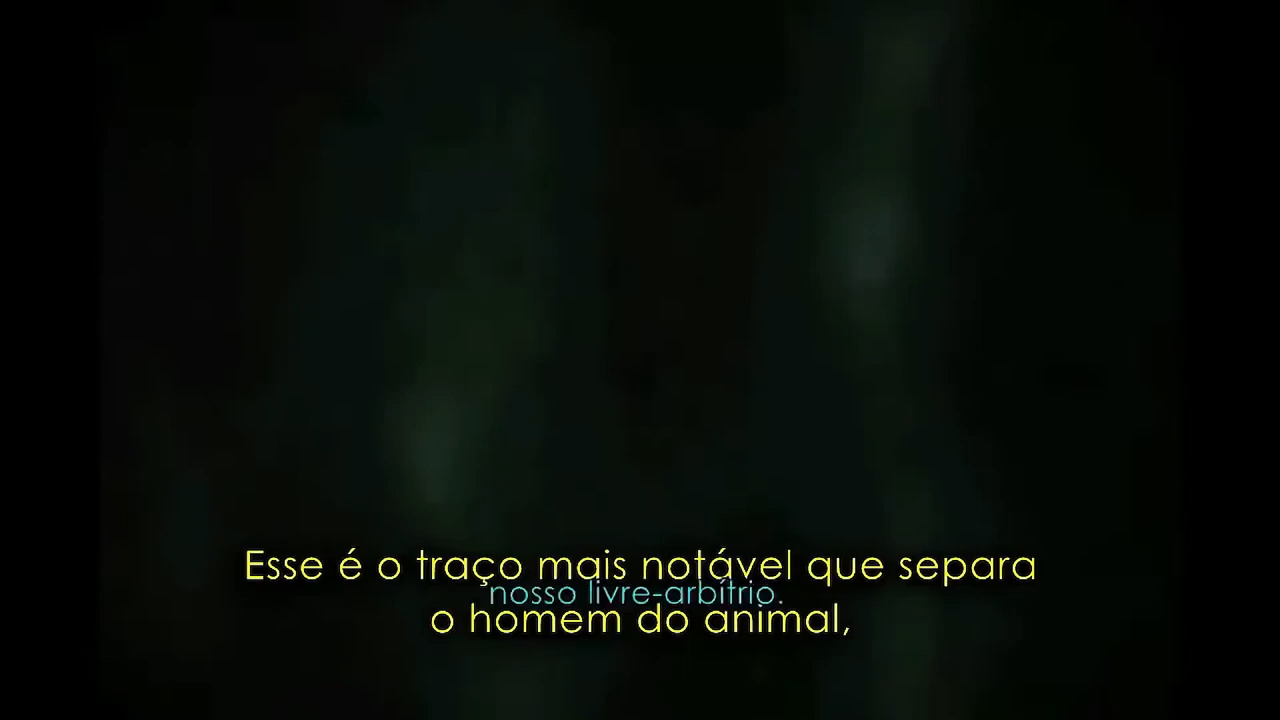 Esse é o traço mais notável que separa
nosso livre-arbítrio.
o homem do animal,